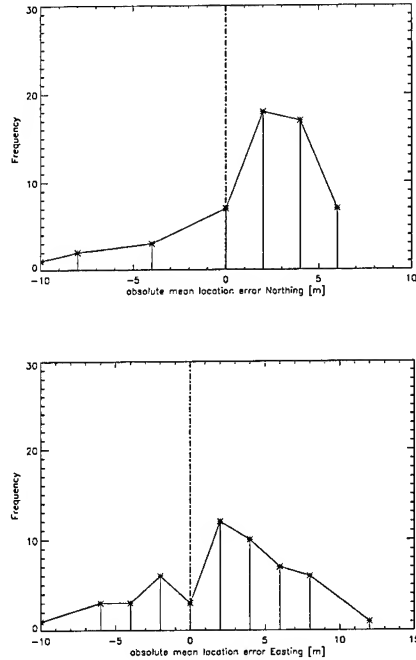 30
20
Frequency
10
0
-10 -5 0 5 10
absolute mean location error Northing [m]
30
20
Frequency
10
0
-10 -5 0 5 10 15
absolute mean location error Easting [m]